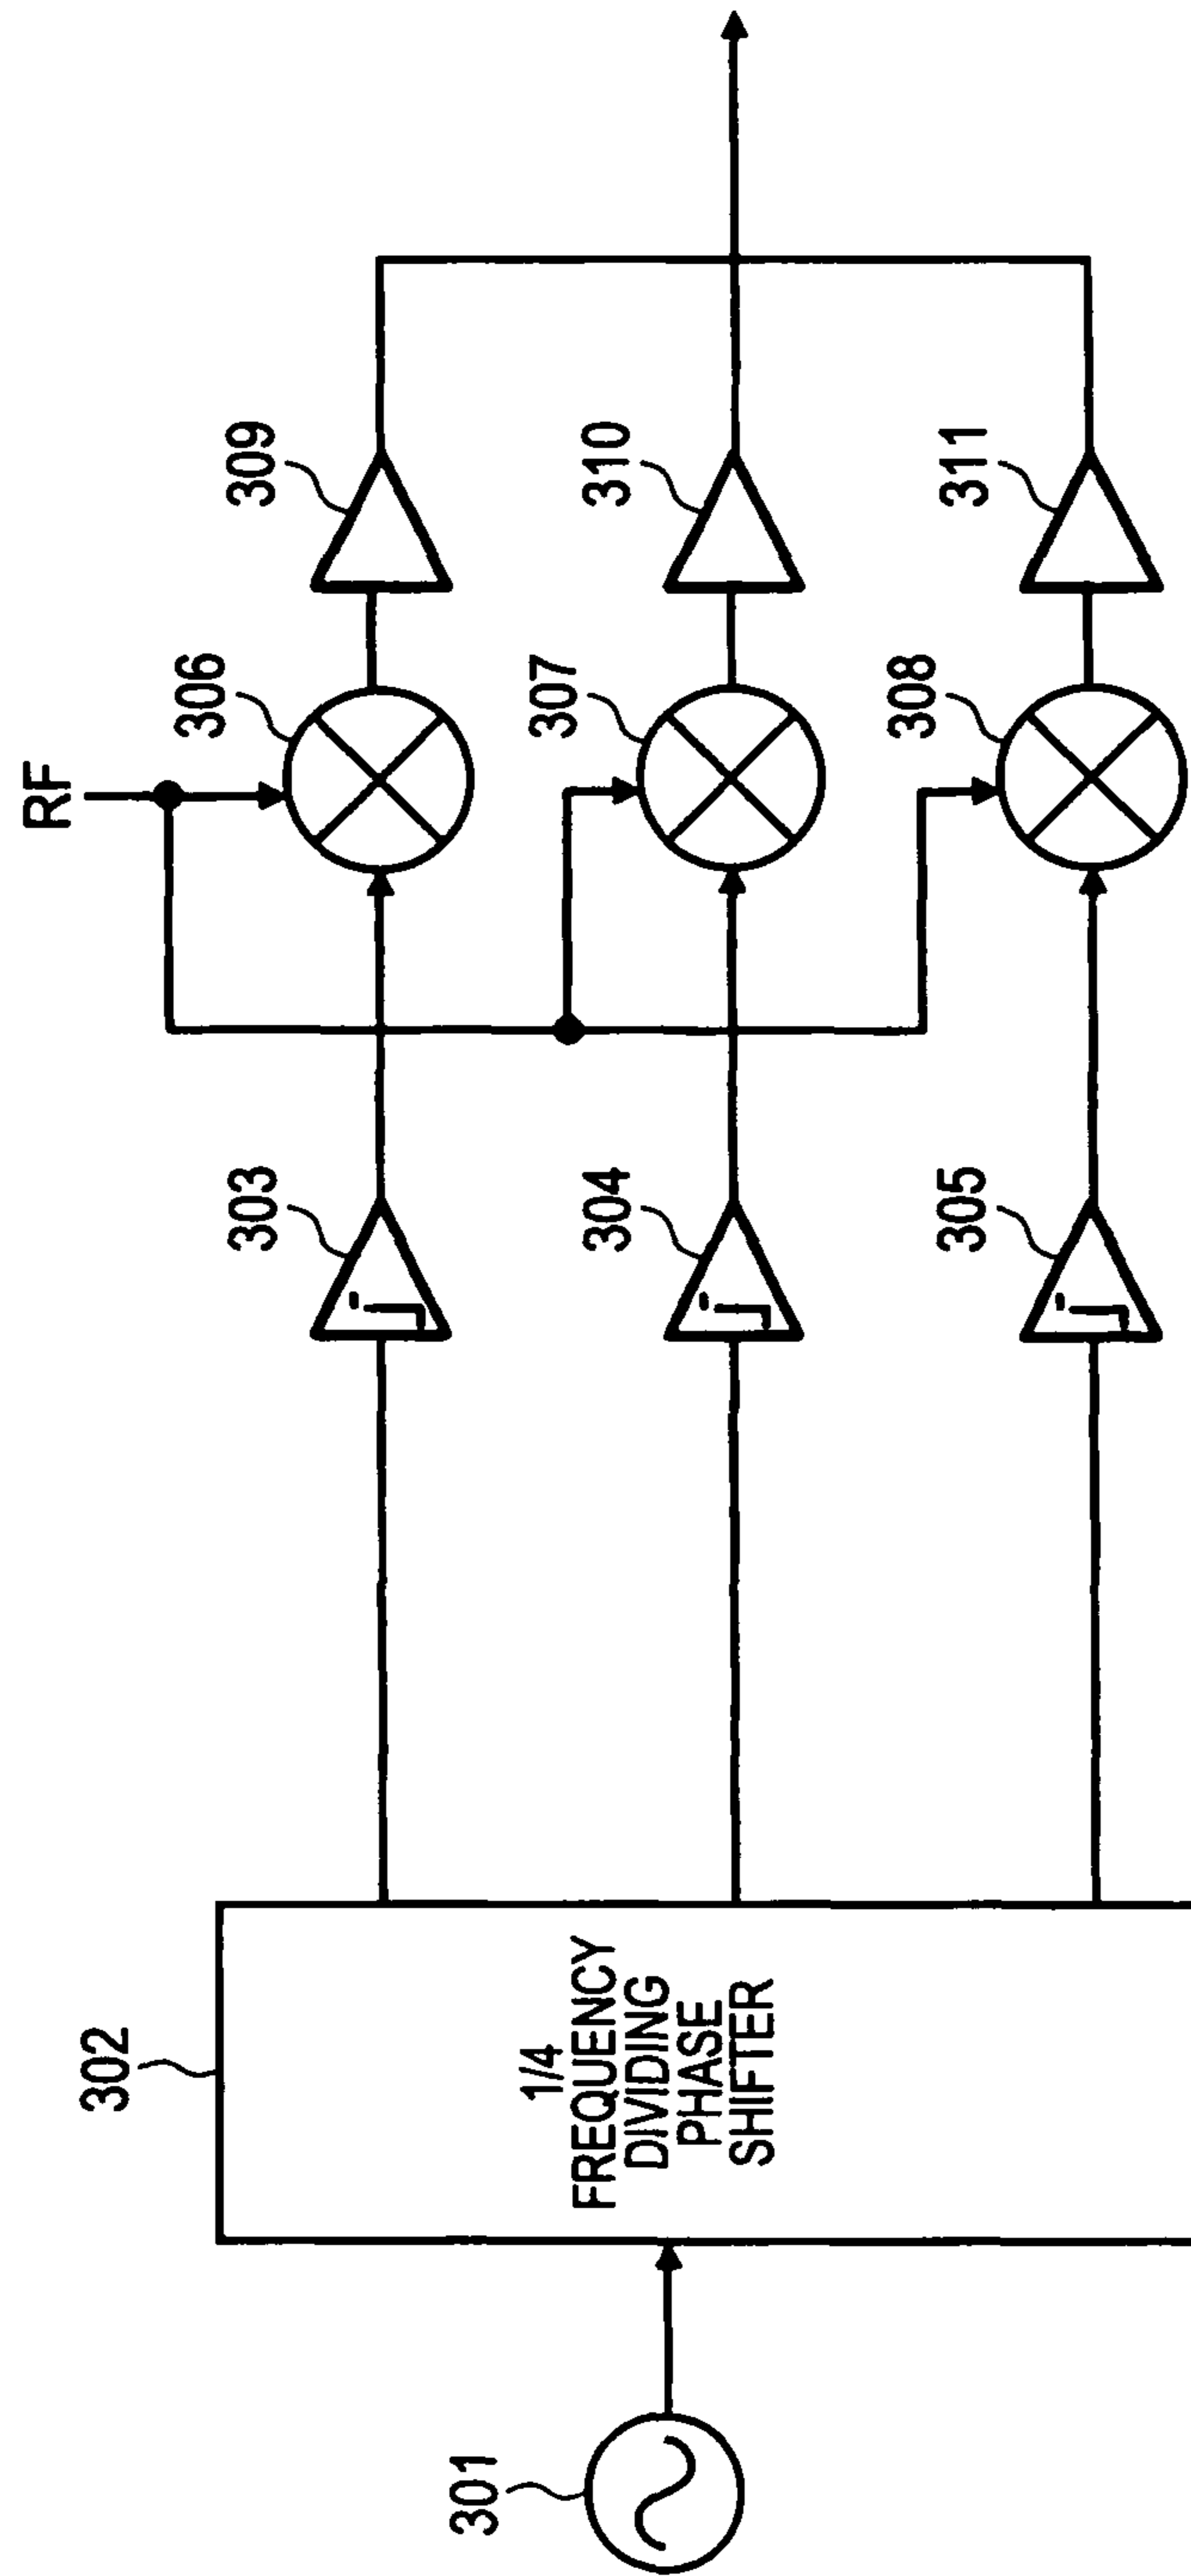 RF
309
306
303
302
310
307
304
1/4
FREQUENCY
DIVIDING
PHASE
SHIFTER
301
311
308
305